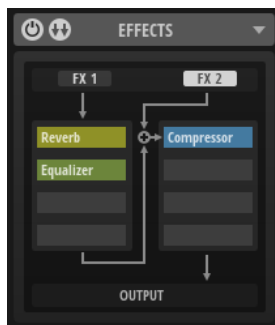 EFFECTS
FX 1
FX 2
Reverb
Compressor
Equalizer
OUTPUT